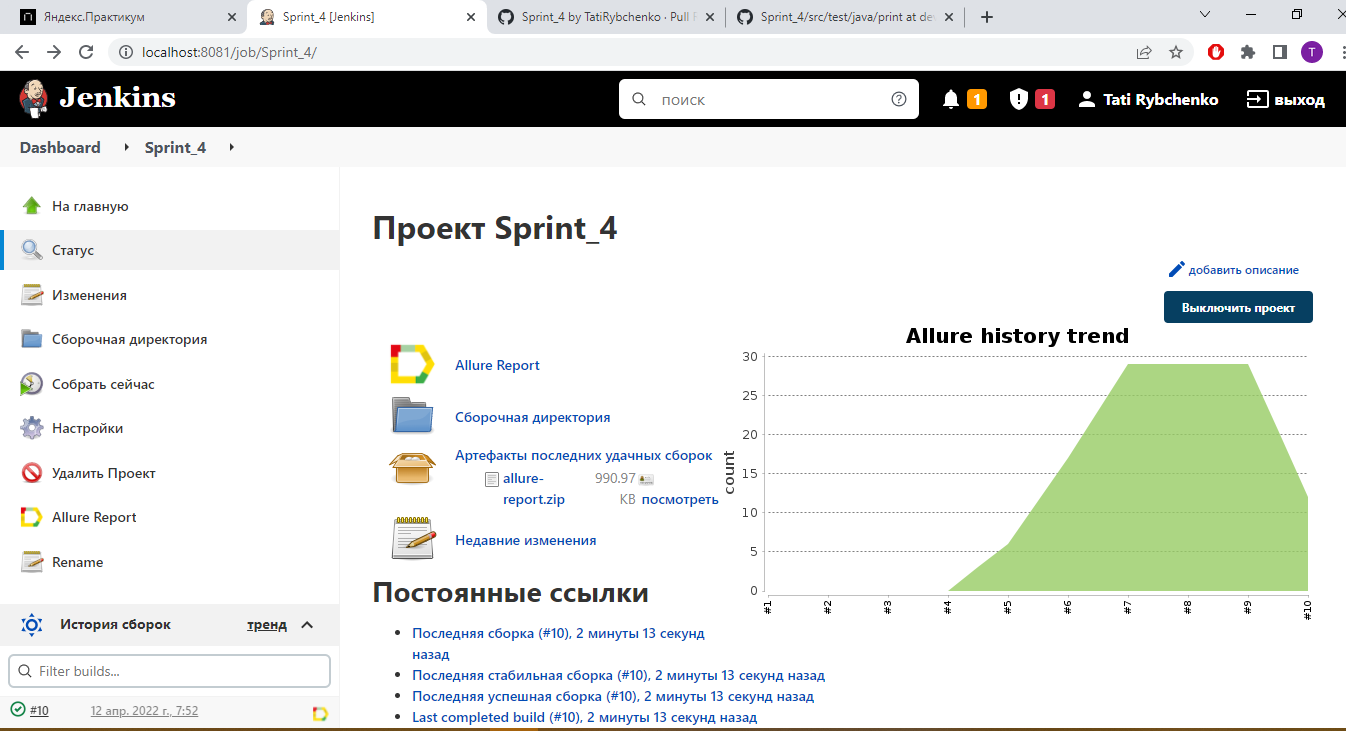 Яндекс.Практикум
Sprint_4 [Jenkins]
Sprint_4 by TatiRybchenko · Pull
Sprint_4/src/test/java/print at de
localhost:8081/job/Sprint_4/
T
Jenkins
поиск
1
1
Tati Rybchenko
выход
Dashboard
Sprint_4
На главную
Статус
Изменения
Сборочная директория
Собрать сейчас
Настройки
Удалить Проект
Allure Report
Rename
История сборок
тренд
Filter builds...
#10
12 апр. 2022 г., 7:52
Проект Sprint_4
добавить описание
Выключить проект
Allure Report
Сборочная директория
Артефакты последних удачных сборок
allure-
report.zip
990.97
KB
посмотреть
Недавние изменения
Allure history trend
count
30
25
20
15
10
5
0
#1
#2
#3
#4
#5
#6
#7
#8
#9
#10
Постоянные ссылки
Последняя сборка (#10), 2 минуты 13 секунд
назад
Последняя стабильная сборка (#10), 2 минуты 13 секунд назад
Последняя успешная сборка (#10), 2 минуты 13 секунд назад
Last completed build (#10), 2 минуты 13 секунд назад